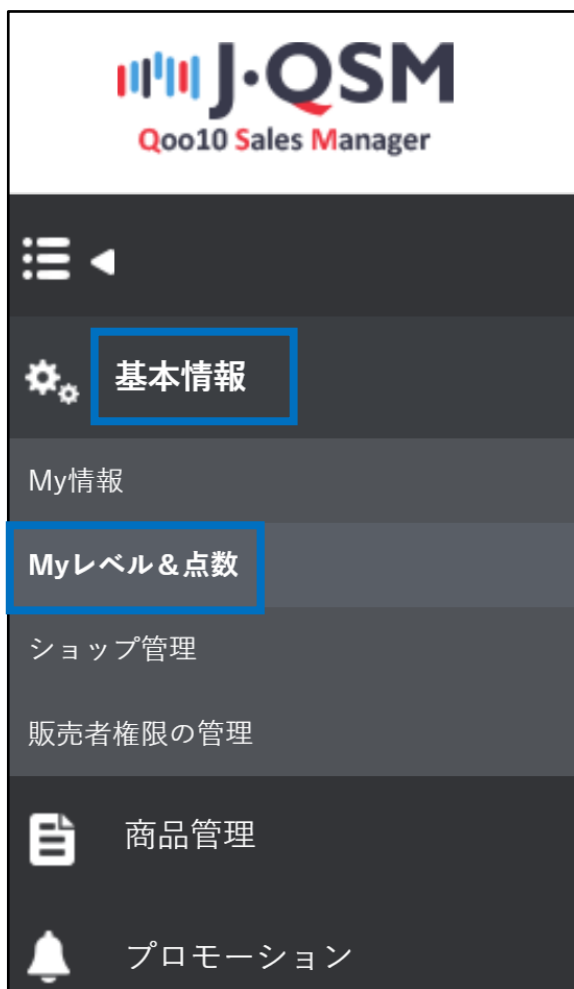 J・QSM
Qoo10 Sales Manager
基本情報
My情報
Myレベル＆点数
ショップ管理
販売者権限の管理
商品管理
プロモーション